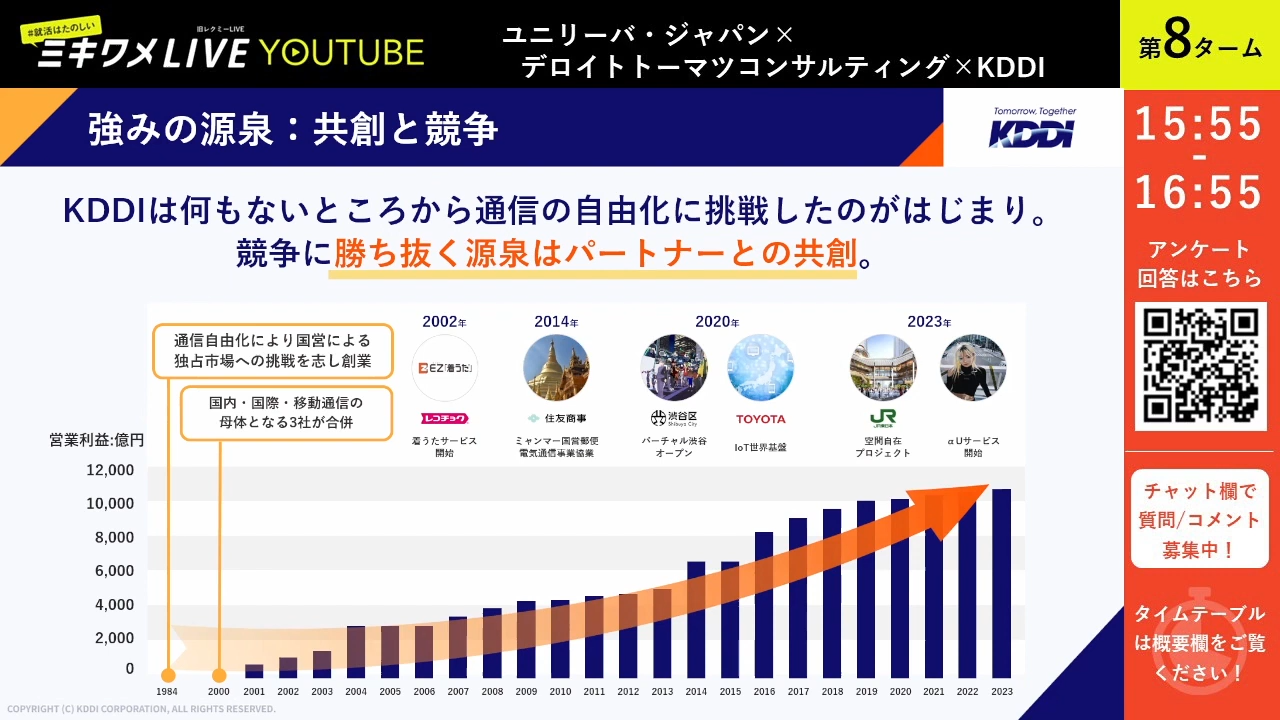 #就活はたのしい
旧レクミーLIVE
ミキワメLIVE YOUTUBE
ユニリーバ・ジャパン×
デロイトトーマツコンサルティング×KDDI
第8ターム
強みの源泉：共創と競争
Tomorrow, Together
KDDI
15:55
-
16:55
アンケート
回答はこちら
KDDIは何もないところから通信の自由化に挑戦したのがはじまり。
競争に勝ち抜く源泉はパートナーとの共創。
通信自由化により国営による
独占市場への挑戦を志し創業
国内・国際・移動通信の
母体となる3社が合併
2002年
2014年
2020年
2023年
EZ「着うた」
レコチョク
住友商事
渋谷区
Shibuya City
TOYOTA
JR
JR東日本
着うたサービス
開始
ミャンマー国営郵便
電気通信事業協業
バーチャル渋谷
オープン
IoT世界基盤
空間自在
プロジェクト
αUサービス
開始
営業利益:億円
12,000
10,000
8,000
6,000
4,000
2,000
0
1984 2000 2001 2002 2003 2004 2005 2006 2007 2008 2009 2010 2011 2012 2013 2014 2015 2016 2017 2018 2019 2020 2021 2022 2023
チャット欄で
質問/コメント
募集中！
タイムテーブル
は概要欄をご覧
ください！
COPYRIGHT (C) KDDI CORPORATION, ALL RIGHTS RESERVED.